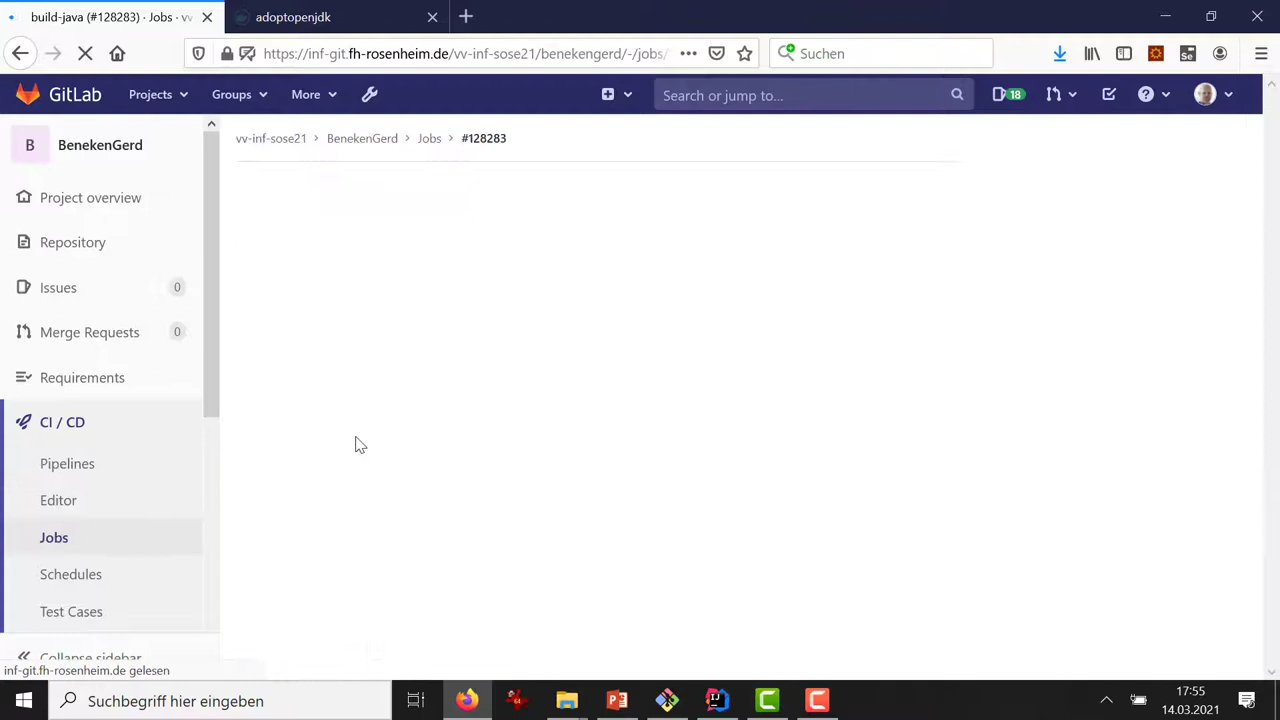 build-java (#128283) · Jobs · vv
adoptopenjdk
https://inf-git.fh-rosenheim.de/vv-inf-sose21/benekengerd/-/jobs/
Suchen
GitLab
Projects
Groups
More
Search or jump to...
18
B
BenekenGerd
vv-inf-sose21 > BenekenGerd > Jobs > #128283
Project overview
Repository
Issues
0
Merge Requests
0
Requirements
CI / CD
Pipelines
Editor
Jobs
Schedules
Test Cases
Collapse sidebar
inf-git.fh-rosenheim.de gelesen
Suchbegriff hier eingeben
17:55
14.03.2021